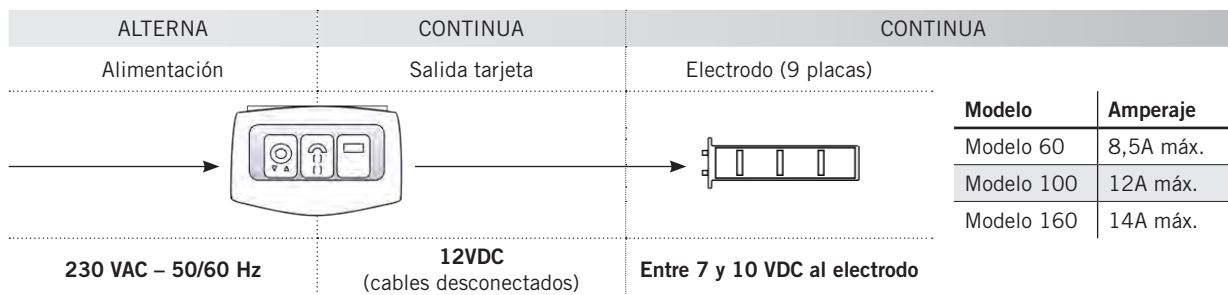 ALTERNA CONTINUA CONTINUA
Alimentación Salida tarjeta Electrodo (9 placas)
Modelo Amperaje
Modelo 60 8,5A máx.
Modelo 100 12A máx.
Modelo 160 14A máx.
230 VAC – 50/60 Hz
12VDC
(cables desconectados)
Entre 7 y 10 VDC al electrodo